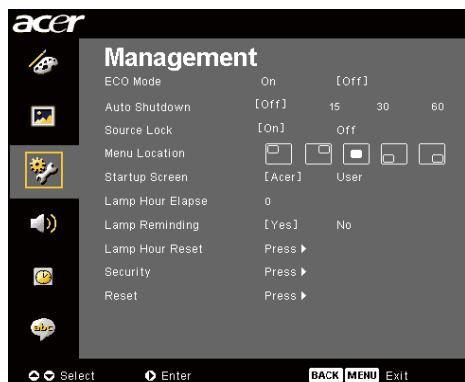 acer
Management
ECO Mode On [Off]
Auto Shutdown [Off] 15 30 60
Source Lock [On] Off
Menu Location
Startup Screen [Acer] User
Lamp Hour Elapse 0
Lamp Reminding [Yes] No
Lamp Hour Reset Press
Security Press
Reset Press
abc
Select Enter BACK MENU Exit